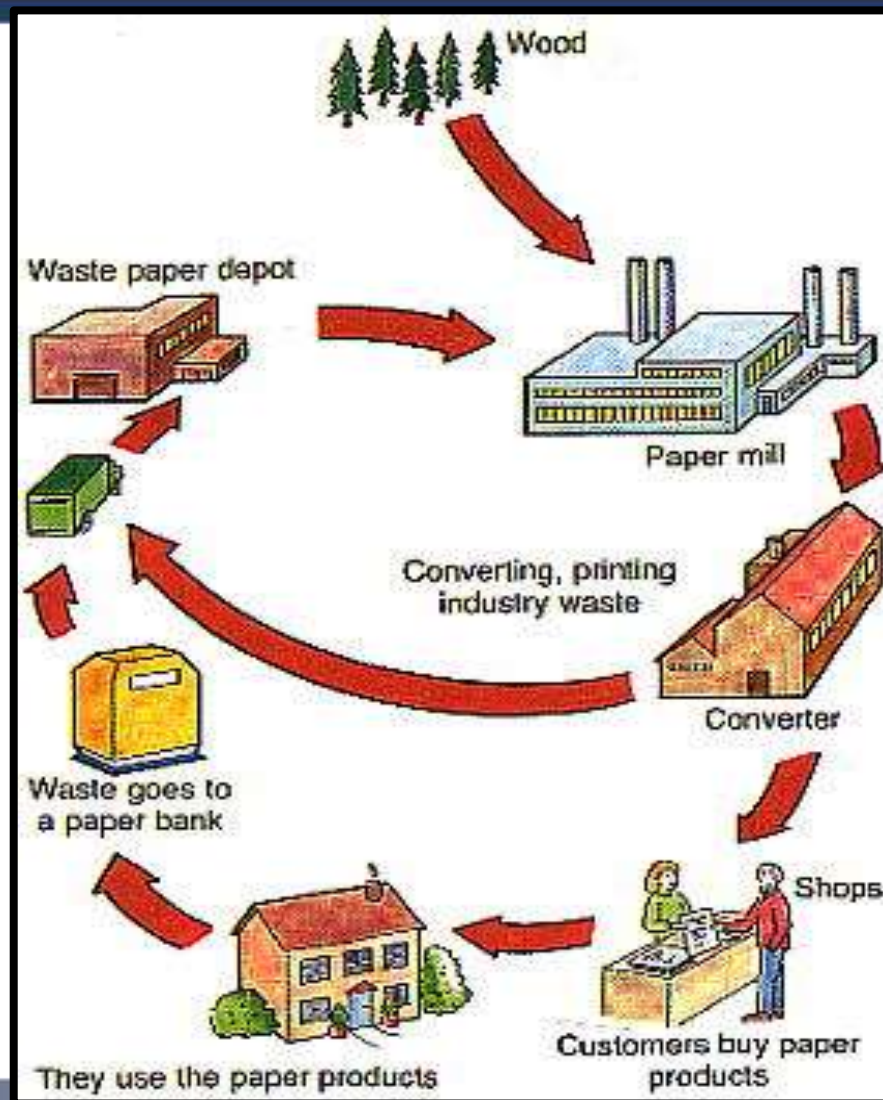 Wood
Waste paper depot
Paper mill
Converting, printing
industry waste
Converter
Waste goes to
a paper bank
Shops
Customers buy paper
products
They use the paper products